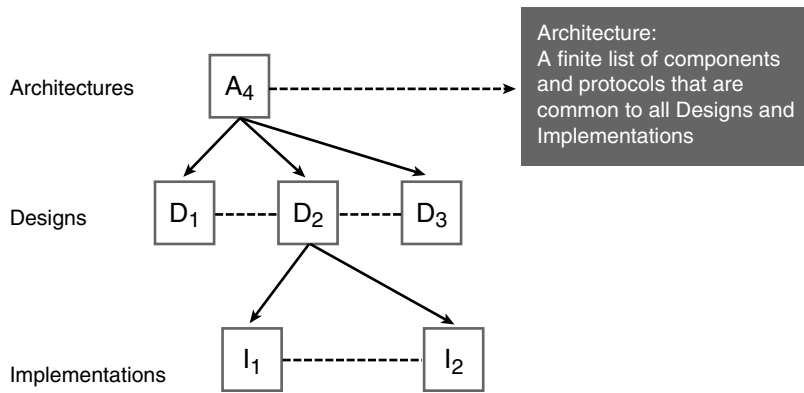 Architecture:
A finite list of components
and protocols that are
common to all Designs and
Implementations
Architectures
A4
Designs
D1
D2
D3
Implementations
I1
I2